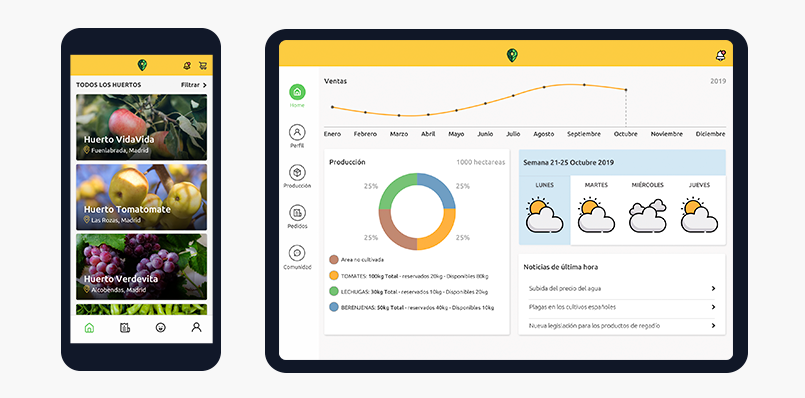 TODOS LOS HUERTOS
Filtrar
Huerto VidaVida
Fuenlabrada, Madrid
Huerto Tomatomate
Las Rozas, Madrid
Huerto Verdevita
Alcobendas, Madrid
Home
Perfil
Producción
Pedidos
Comunidad
Ventas 2019
Enero Febrero Marzo Abril Mayo Junio Julio Agosto Septiembre Octubre Noviembre Diciembre
Producción 1000 hectareas
25% 25%
25% 25%
Area no cultivada
TOMATES: 100kg Total - reservados 20kg - Disponibles 80kg
LECHUGAS: 30kg Total - reservados 10kg - Disponibles 20kg
BERENJENAS: 50kg Total - reservados 40kg - Disponibles 10kg
Semana 21-25 Octubre 2019
LUNES MARTES MIÉRCOLES JUEVES
Noticias de última hora
Subida del precio del agua
Plagas en los cultivos españoles
Nueva legislación para los productos de regadío